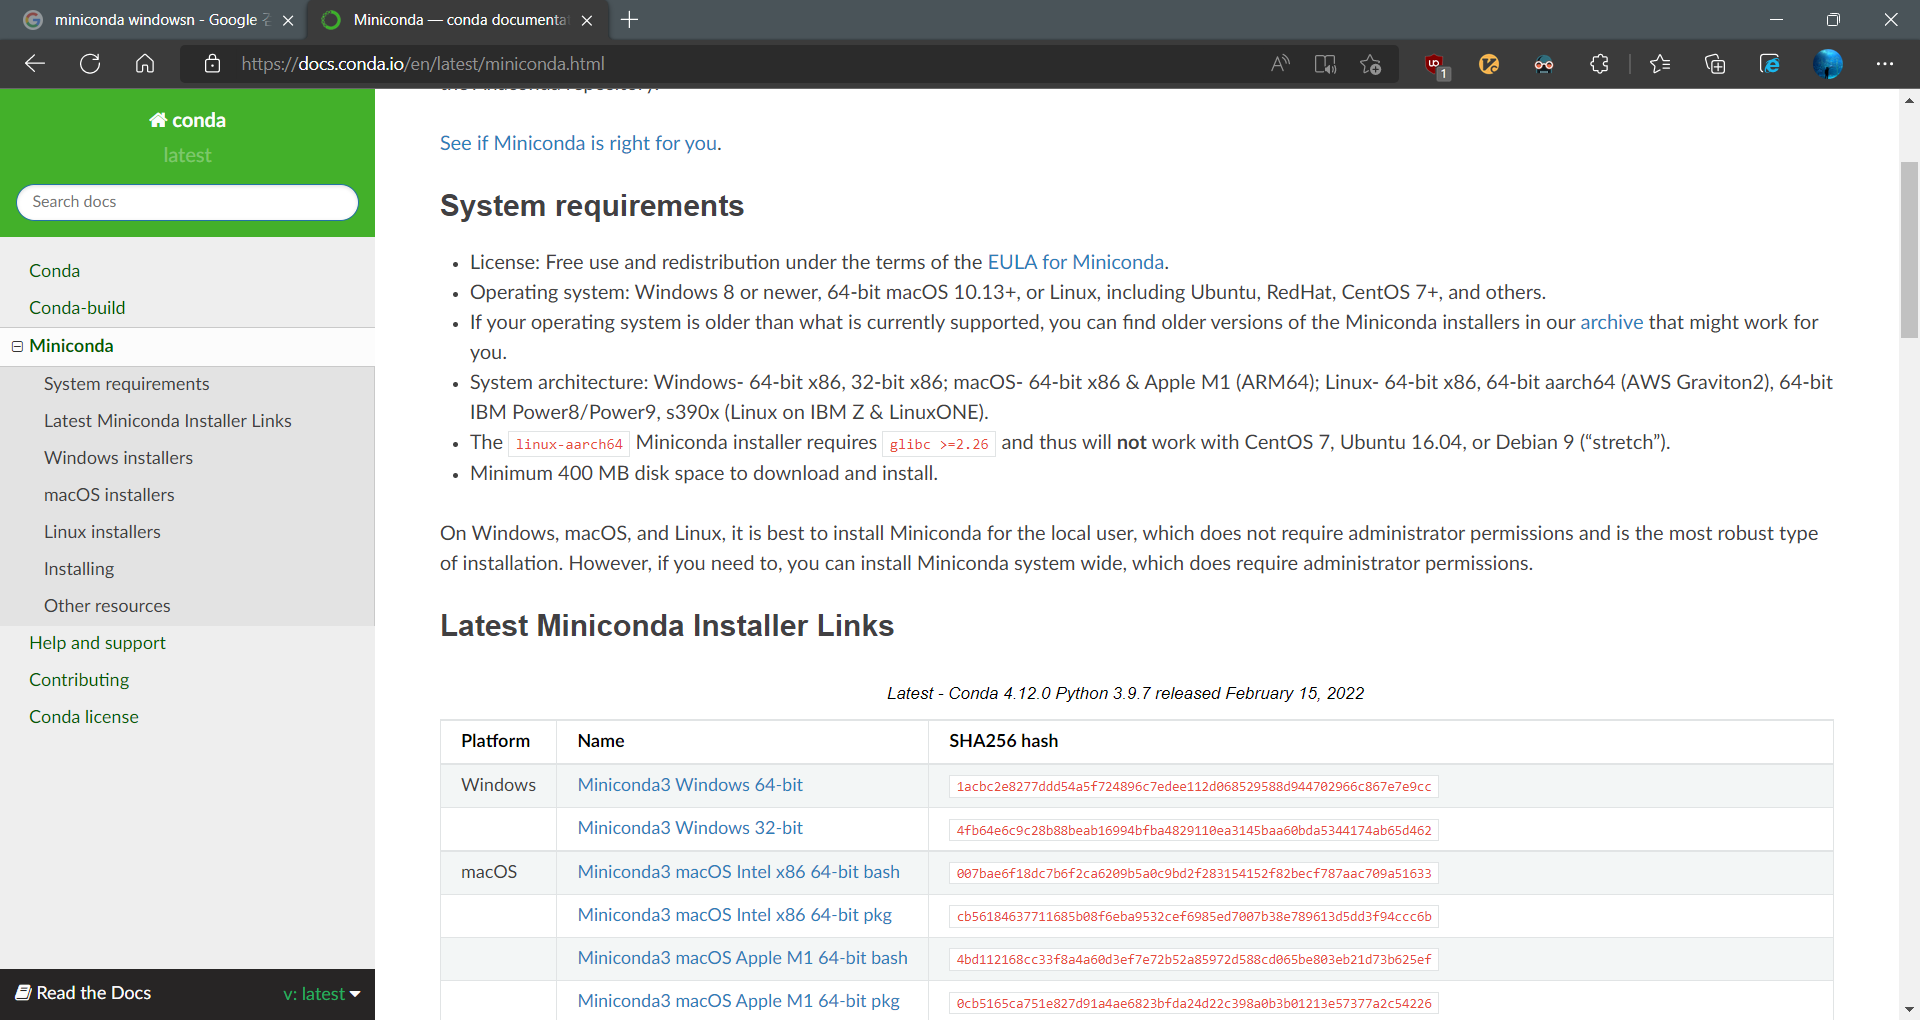 miniconda windowsn - Google
Miniconda — conda documenta
https://docs.conda.io/en/latest/miniconda.html
1
conda
latest
Search docs
Conda
Conda-build
Miniconda
System requirements
Latest Miniconda Installer Links
Windows installers
macOS installers
Linux installers
Installing
Other resources
Help and support
Contributing
Conda license
Read the Docs
v: latest
See if Miniconda is right for you.
System requirements
License: Free use and redistribution under the terms of the EULA for Miniconda.
Operating system: Windows 8 or newer, 64-bit macOS 10.13+, or Linux, including Ubuntu, RedHat, CentOS 7+, and others.
If your operating system is older than what is currently supported, you can find older versions of the Miniconda installers in our archive that might work for
you.
System architecture: Windows- 64-bit x86, 32-bit x86; macOS- 64-bit x86 & Apple M1 (ARM64); Linux- 64-bit x86, 64-bit aarch64 (AWS Graviton2), 64-bit
IBM Power8/Power9, s390x (Linux on IBM Z & LinuxONE).
The linux-aarch64 Miniconda installer requires glibc >=2.26 and thus will not work with CentOS 7, Ubuntu 16.04, or Debian 9 (“stretch”).
Minimum 400 MB disk space to download and install.
On Windows, macOS, and Linux, it is best to install Miniconda for the local user, which does not require administrator permissions and is the most robust type
of installation. However, if you need to, you can install Miniconda system wide, which does require administrator permissions.
Latest Miniconda Installer Links
Latest - Conda 4.12.0 Python 3.9.7 released February 15, 2022
Platform Name SHA256 hash
Windows Miniconda3 Windows 64-bit 1acbc2e8277ddd54a5f724896c7edee112d068529588d944702966c867e7e9cc
Miniconda3 Windows 32-bit 4fb64e6c9c28b88beab16994bfba4829110ea3145baa60bda5344174ab65d462
macOS Miniconda3 macOS Intel x86 64-bit bash 007bae6f18dc7b6f2ca6209b5a0c9bd2f283154152f82becf787aac709a51633
Miniconda3 macOS Intel x86 64-bit pkg cb56184637711685b08f6eba9532cef6985ed7007b38e789613d5dd3f94ccc6b
Miniconda3 macOS Apple M1 64-bit bash 4bd112168cc33f8a4a60d3ef7e72b52a85972d588cd065be803eb21d73b625ef
Miniconda3 macOS Apple M1 64-bit pkg 0cb5165ca751e827d91a4ae6823bfda24d22c398a0b3b01213e57377a2c54226